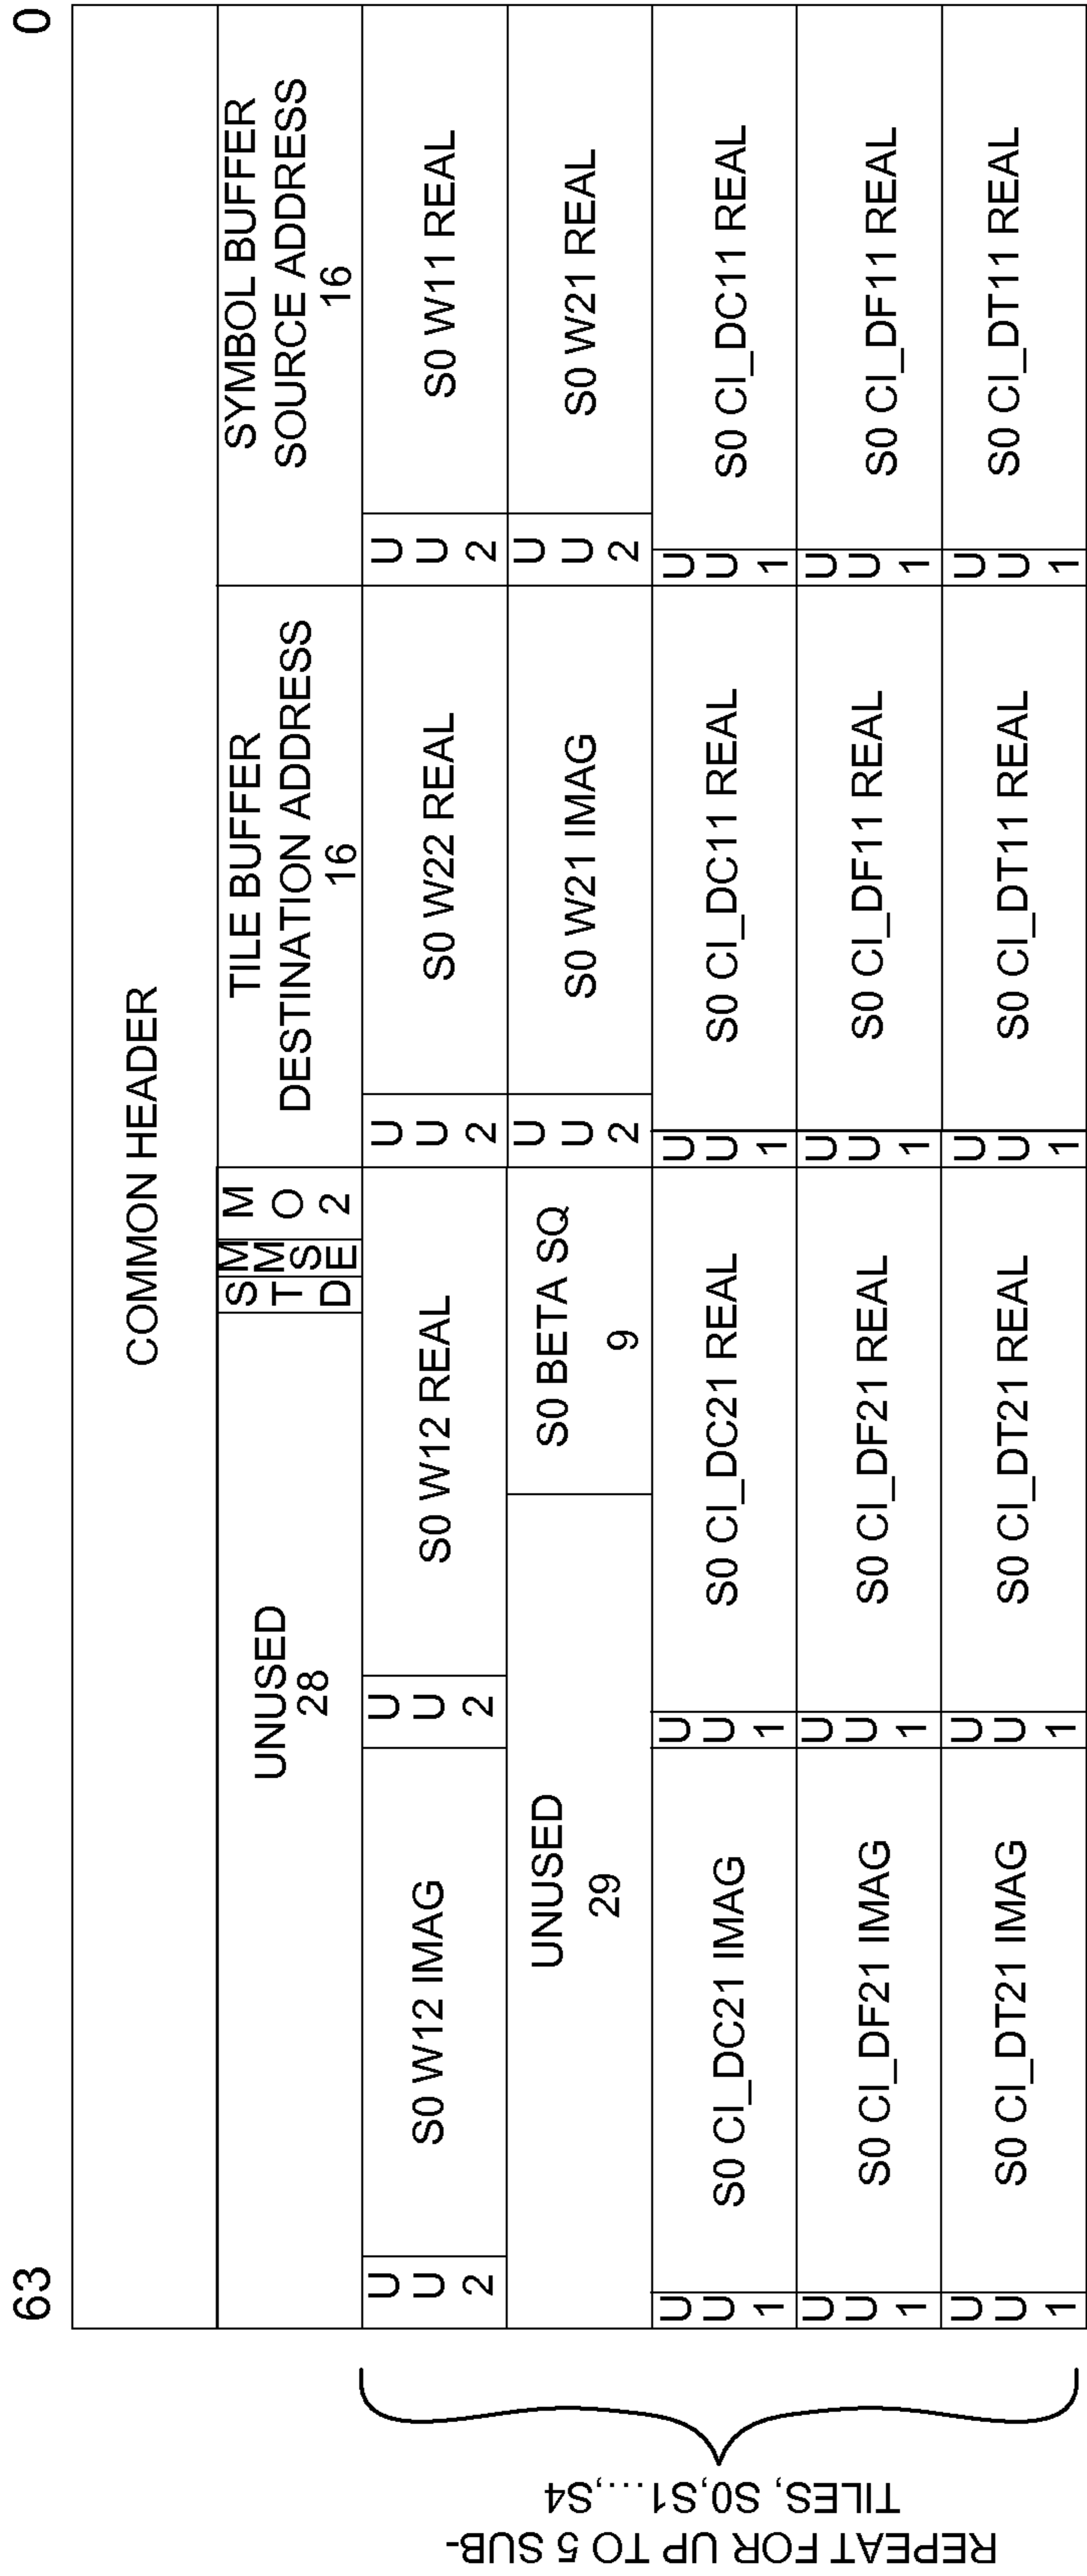 63
0
COMMON HEADER
UNUSED
28
S
T
D
M
M
S
E
M
O
2
TILE BUFFER
DESTINATION ADDRESS
16
SYMBOL BUFFER
SOURCE ADDRESS
16
U
U
2
S0 W12 IMAG
U
U
2
S0 W12 REAL
U
U
2
S0 W22 REAL
U
U
2
S0 W11 REAL
UNUSED
29
S0 BETA SQ
9
U
U
2
S0 W21 IMAG
U
U
2
S0 W21 REAL
U
U
1
S0 CI_DC21 IMAG
U
U
1
S0 CI_DC21 REAL
U
U
1
S0 CI_DC11 REAL
U
U
1
S0 CI_DC11 REAL
U
U
1
S0 CI_DF21 IMAG
U
U
1
S0 CI_DF21 REAL
U
U
1
S0 CI_DF11 REAL
U
U
1
S0 CI_DF11 REAL
U
U
1
S0 CI_DT21 IMAG
U
U
1
S0 CI_DT21 REAL
U
U
1
S0 CI_DT11 REAL
U
U
1
S0 CI_DT11 REAL
REPEAT FOR UP TO 5 SUB-
TILES, S0,S1...,S4